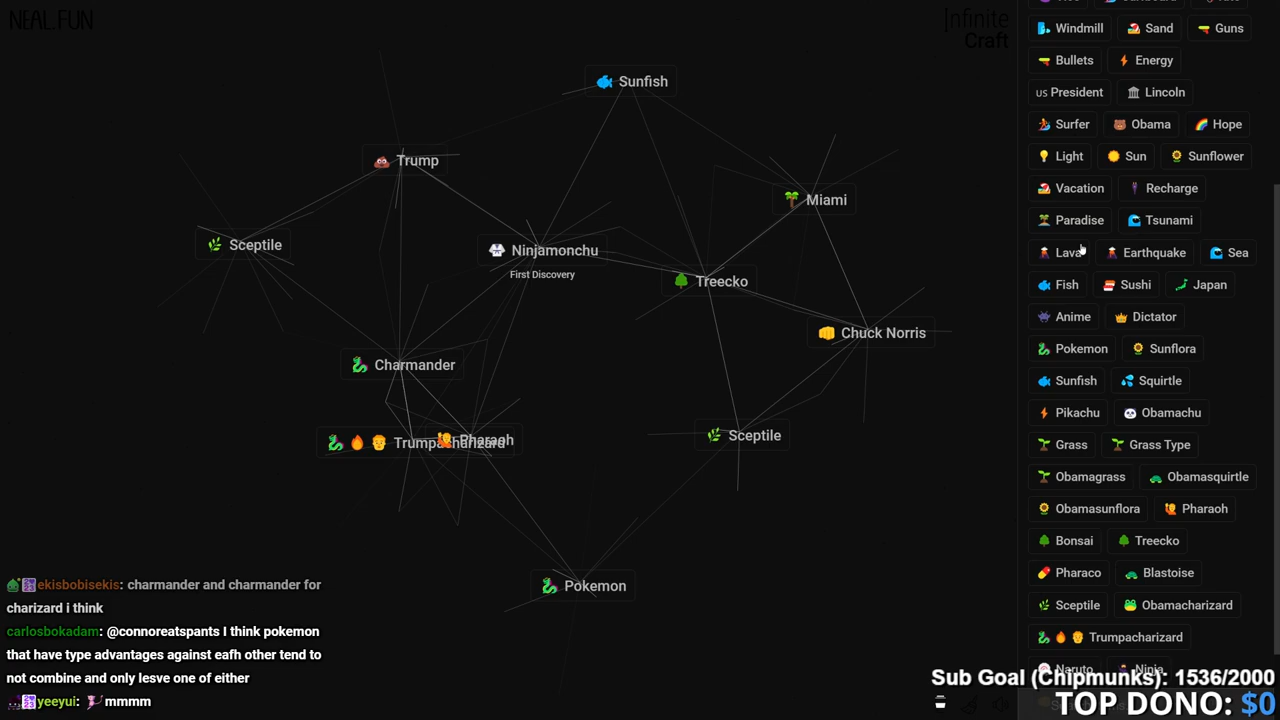 NEAL.FUN
Infinite
Craft
Sunfish
Trump
Miami
Sceptile
Ninjamonchu
First Discovery
Treecko
Chuck Norris
Charmander
Trumpacharizard
Pharaoh
Sceptile
Pokemon
Windmill Sand Guns
Bullets Energy
US President Lincoln
Surfer Obama Hope
Light Sun Sunflower
Vacation Recharge
Paradise Tsunami
Lava Earthquake Sea
Fish Sushi Japan
Anime Dictator
Pokemon Sunflora
Sunfish Squirtle
Pikachu Obamachu
Grass Grass Type
Obamagrass Obamasquirtle
Obamasunflora Pharaoh
Bonsai Treecko
Pharaco Blastoise
Sceptile Obamacharizard
Trumpacharizard
Naruto Ninja
ekisbobisekis: charmander and charmander for
charizard i think
carlosbokadam: @connoreatspants I think pokemon
that have type advantages against eafh other tend to
not combine and only lesve one of either
yeeyui: mmmm
Sub Goal (Chipmunks): 1536/2000
TOP DONO: $0